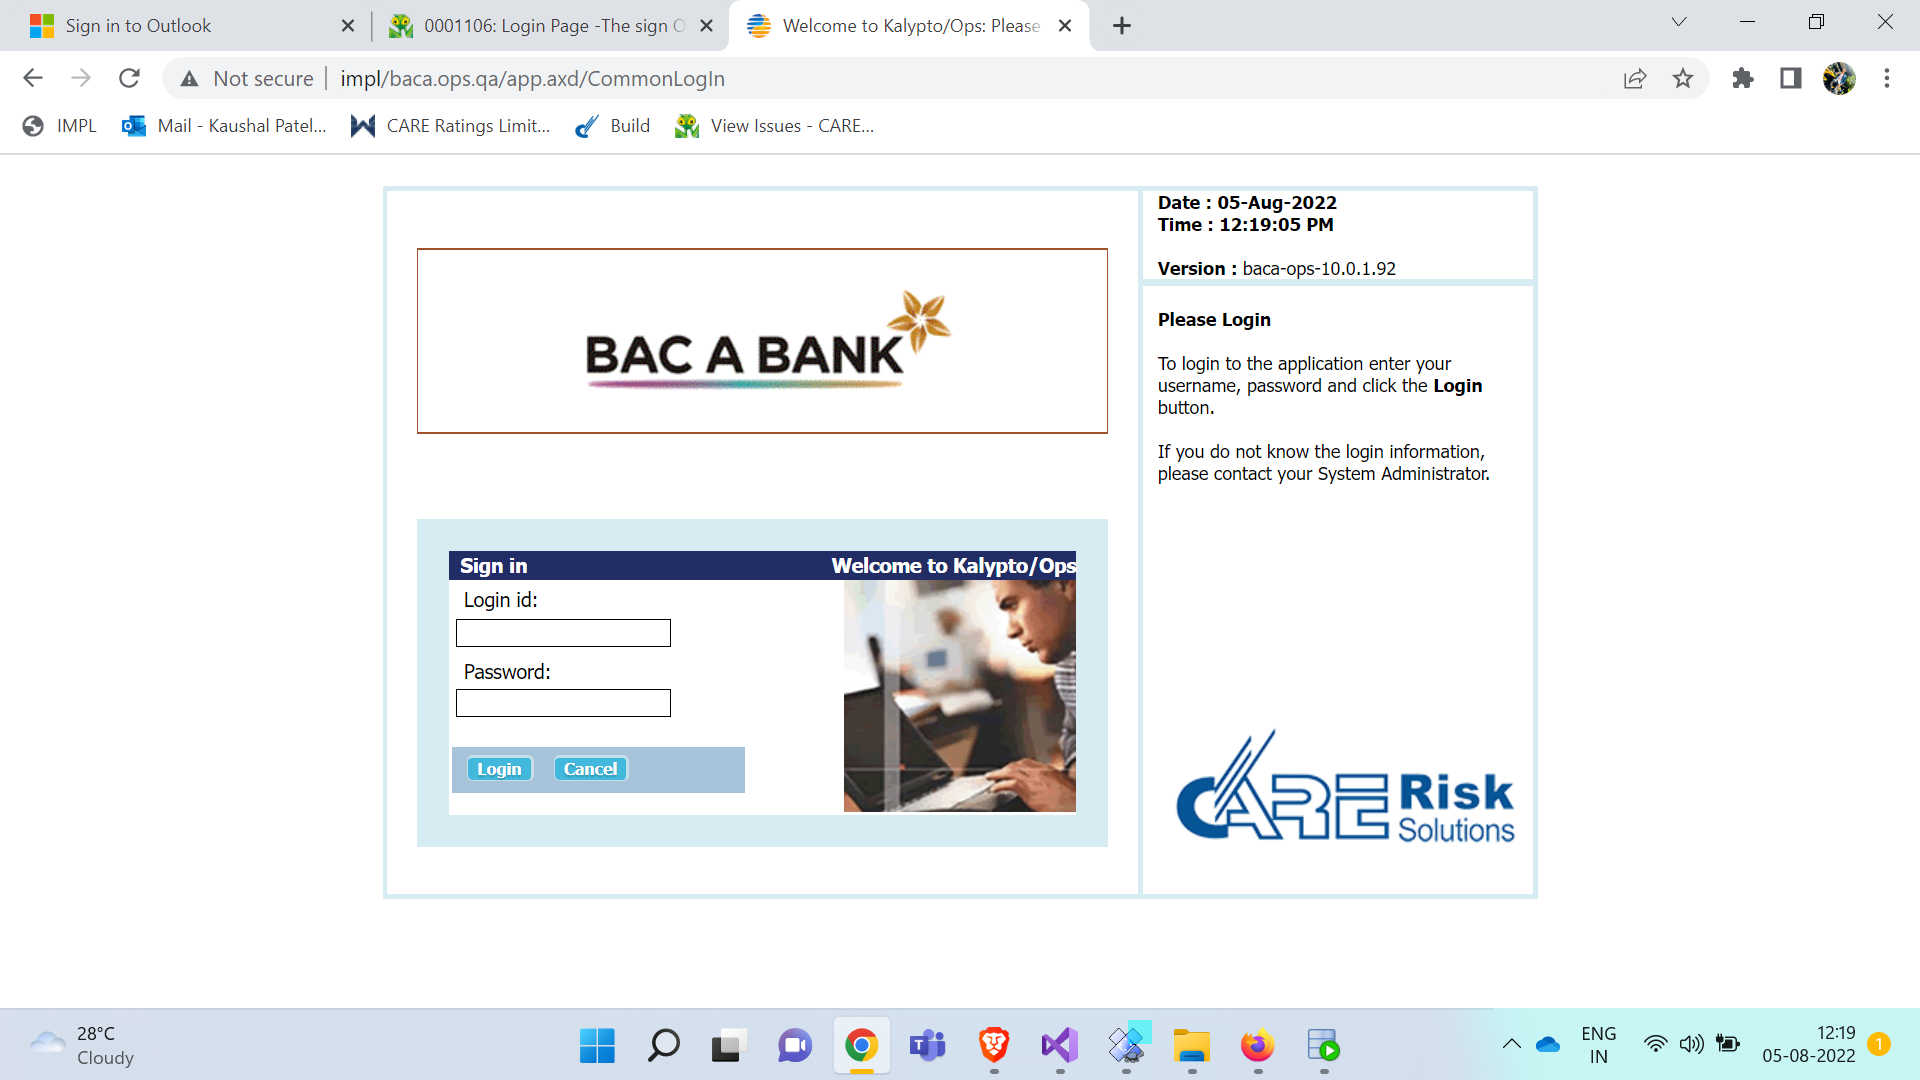 Sign in to Outlook
0001106: Login Page -The sign O
Welcome to Kalypto/Ops: Please
Not secure
impl/baca.ops.qa/app.axd/CommonLogIn
IMPL
Mail - Kaushal Patel...
CARE Ratings Limit...
Build
View Issues - CARE...
Date : 05-Aug-2022
Time : 12:19:05 PM
Version : baca-ops-10.0.1.92
BAC A BANK
Please Login
To login to the application enter your
username, password and click the Login
button.
If you do not know the login information,
please contact your System Administrator.
Sign in
Welcome to Kalypto/Ops
Login id:
Password:
Login
Cancel
CARE Risk
Solutions
28°C
Cloudy
ENG
IN
12:19
05-08-2022
1